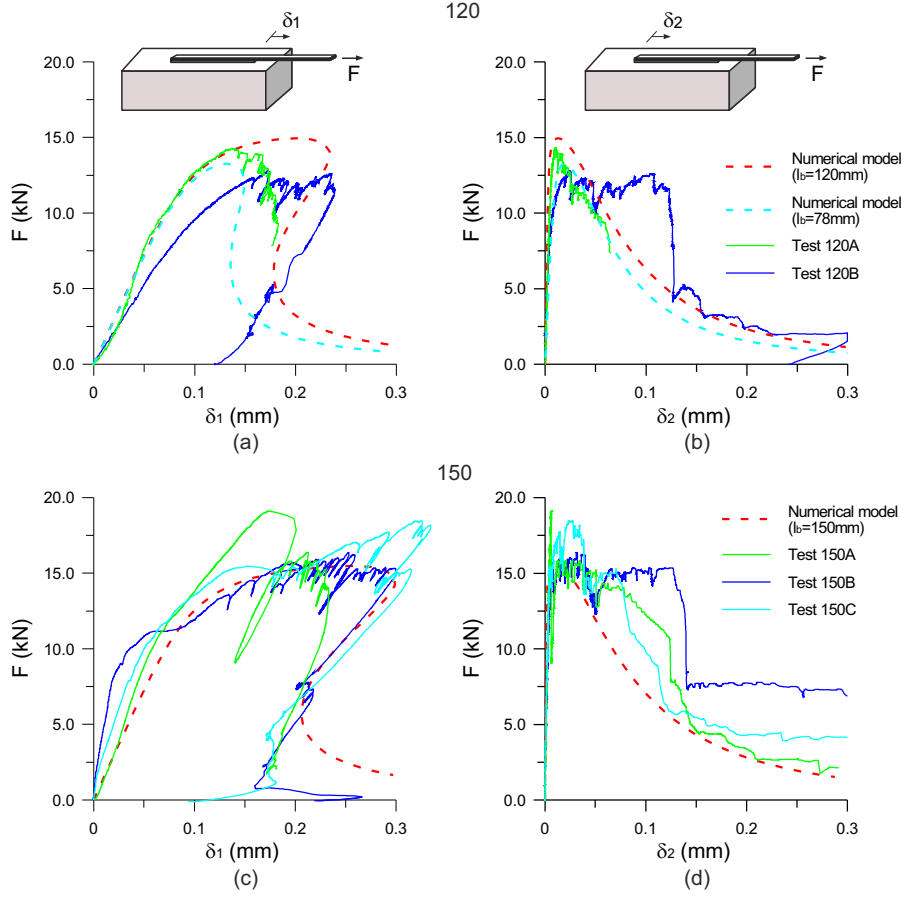 120
δ1
F
20.0
15.0
10.0
5.0
0.0
F (kN)
0
0.1
0.2
0.3
δ1 (mm)
(a)
δ2
F
20.0
15.0
10.0
5.0
0.0
F (kN)
0
0.1
0.2
0.3
δ2 (mm)
(b)
Numerical model
(lb=120mm)
Numerical model
(lb=78mm)
Test 120A
Test 120B
150
20.0
15.0
10.0
5.0
0.0
F (kN)
0
0.1
0.2
0.3
δ1 (mm)
(c)
20.0
15.0
10.0
5.0
0.0
F (kN)
0
0.1
0.2
0.3
δ2 (mm)
(d)
Numerical model
(lb=150mm)
Test 150A
Test 150B
Test 150C